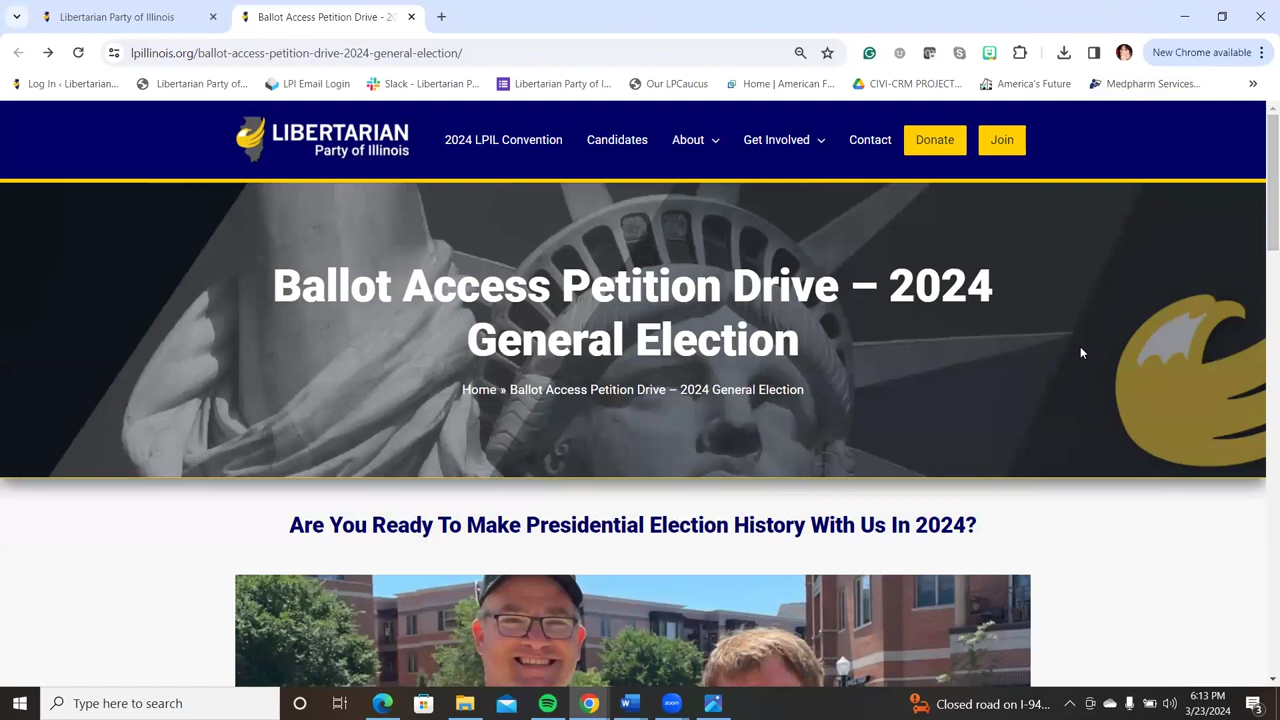 Libertarian Party of Illinois
Ballot Access Petition Drive - 20
lpillinois.org/ballot-access-petition-drive-2024-general-election/
New Chrome available
Log In ‹ Libertarian...
Libertarian Party of...
LPI Email Login
Slack - Libertarian P...
Libertarian Party of I...
Our LPCaucus
Home | American F...
CIVI-CRM PROJECT...
America's Future
Medpharm Services...
LIBERTARIAN
Party of Illinois
2024 LPIL Convention
Candidates
About
Get Involved
Contact
Donate
Join
Ballot Access Petition Drive – 2024
General Election
Home » Ballot Access Petition Drive – 2024 General Election
Are You Ready To Make Presidential Election History With Us In 2024?
Type here to search
W
zoom
Closed road on I-94...
6:13 PM
3/23/2024
3